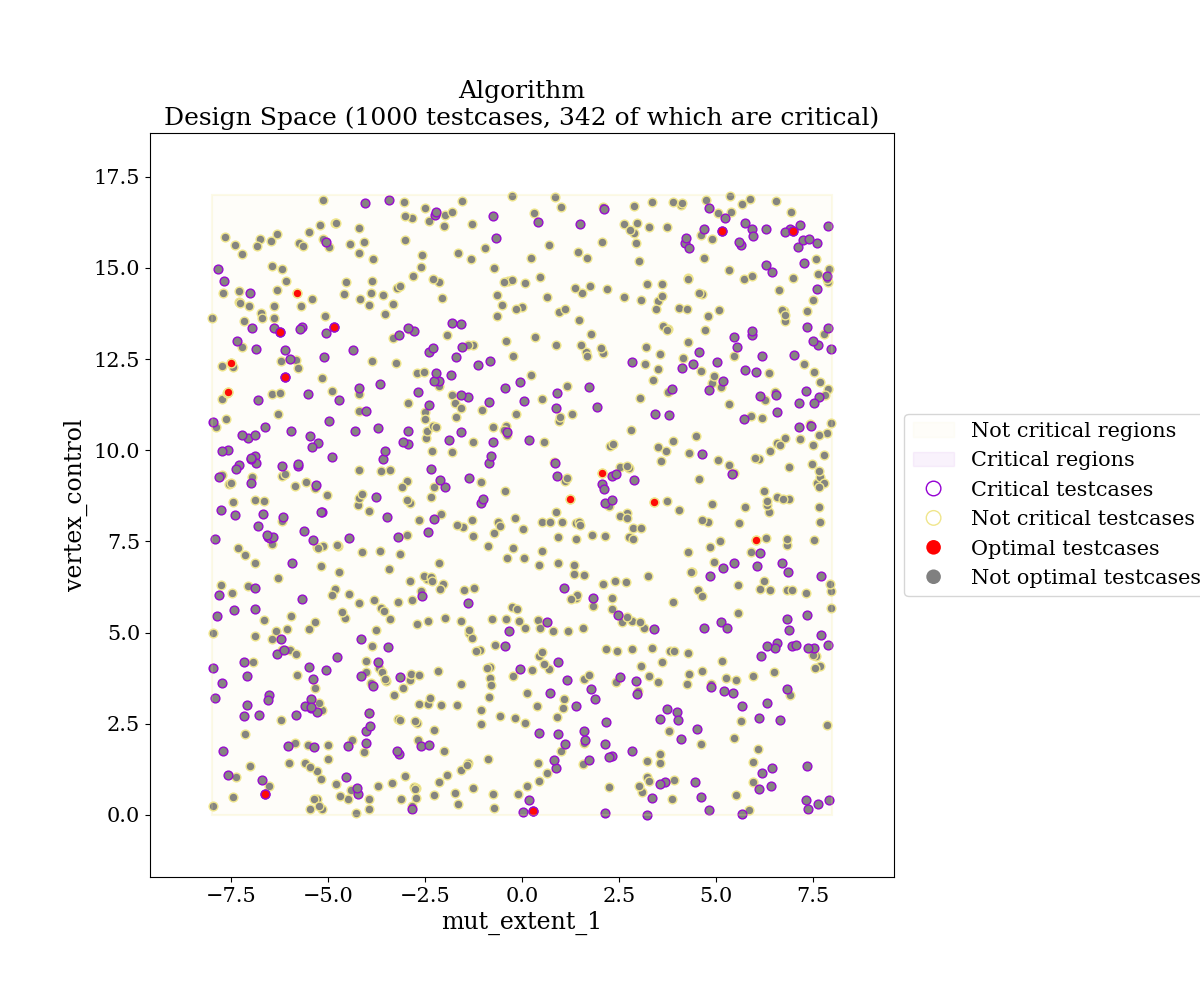 Algorithm
Design Space (1000 testcases, 342 of which are critical)
17.5
15.0
12.5
10.0
7.5
5.0
2.5
0.0
vertex_control
−7.5
−5.0
−2.5
0.0
2.5
5.0
7.5
mut_extent_1
Not critical regions
Critical regions
Critical testcases
Not critical testcases
Optimal testcases
Not optimal testcases